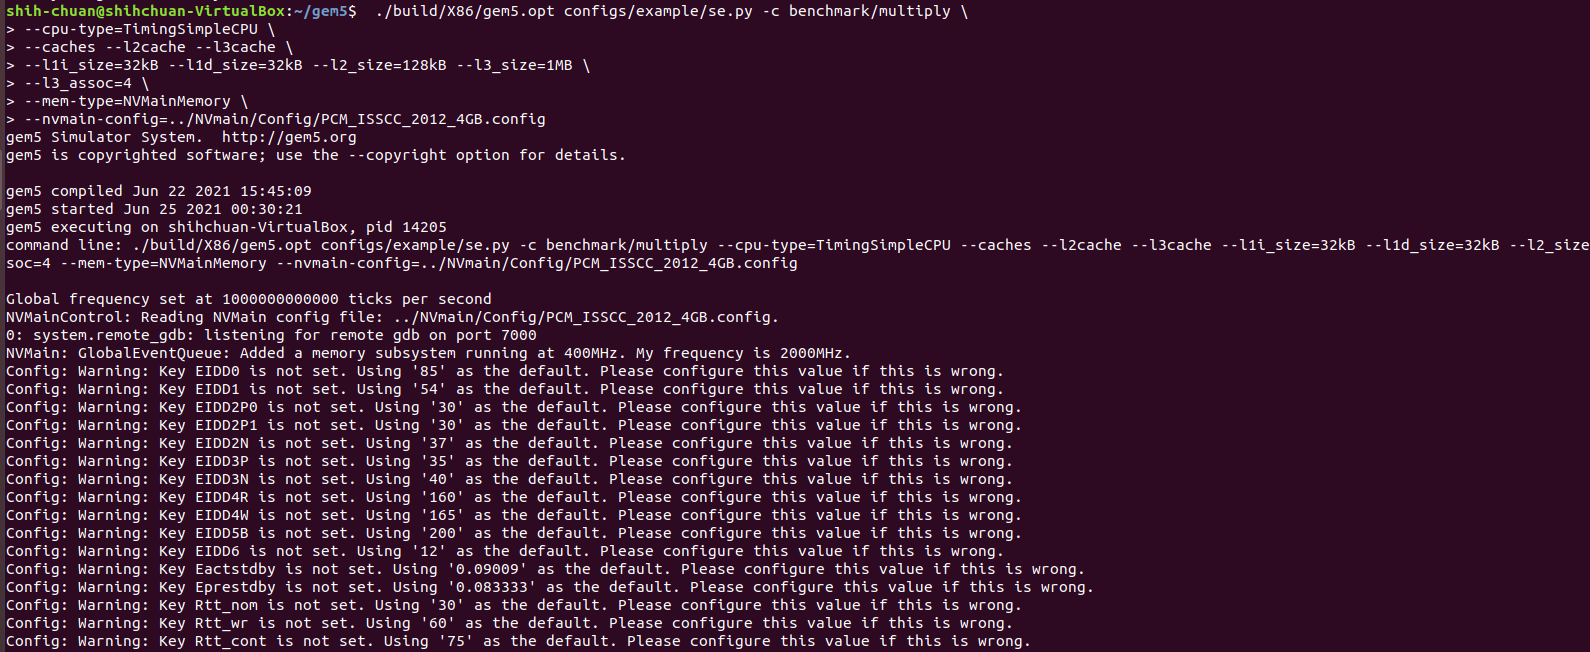 shih-chuan@shihchuan-VirtualBox:~/gem5$  ./build/X86/gem5.opt configs/example/se.py -c benchmark/multiply \
> --cpu-type=TimingSimpleCPU \
> --caches --l2cache --l3cache \
> --l1i_size=32kB --l1d_size=32kB --l2_size=128kB --l3_size=1MB \
> --l3_assoc=4 \
> --mem-type=NVMainMemory \
> --nvmain-config=../NVmain/Config/PCM_ISSCC_2012_4GB.config
gem5 Simulator System.  http://gem5.org
gem5 is copyrighted software; use the --copyright option for details.

gem5 compiled Jun 22 2021 15:45:09
gem5 started Jun 25 2021 00:30:21
gem5 executing on shihchuan-VirtualBox, pid 14205
command line: ./build/X86/gem5.opt configs/example/se.py -c benchmark/multiply --cpu-type=TimingSimpleCPU --caches --l2cache --l3cache --l1i_size=32kB --l1d_size=32kB --l2_size
soc=4 --mem-type=NVMainMemory --nvmain-config=../NVmain/Config/PCM_ISSCC_2012_4GB.config

Global frequency set at 1000000000000 ticks per second
NVMainControl: Reading NVMain config file: ../NVmain/Config/PCM_ISSCC_2012_4GB.config.
0: system.remote_gdb: listening for remote gdb on port 7000
NVMain: GlobalEventQueue: Added a memory subsystem running at 400MHz. My frequency is 2000MHz.
Config: Warning: Key EIDD0 is not set. Using '85' as the default. Please configure this value if this is wrong.
Config: Warning: Key EIDD1 is not set. Using '54' as the default. Please configure this value if this is wrong.
Config: Warning: Key EIDD2P0 is not set. Using '30' as the default. Please configure this value if this is wrong.
Config: Warning: Key EIDD2P1 is not set. Using '30' as the default. Please configure this value if this is wrong.
Config: Warning: Key EIDD2N is not set. Using '37' as the default. Please configure this value if this is wrong.
Config: Warning: Key EIDD3P is not set. Using '35' as the default. Please configure this value if this is wrong.
Config: Warning: Key EIDD3N is not set. Using '40' as the default. Please configure this value if this is wrong.
Config: Warning: Key EIDD4R is not set. Using '160' as the default. Please configure this value if this is wrong.
Config: Warning: Key EIDD4W is not set. Using '165' as the default. Please configure this value if this is wrong.
Config: Warning: Key EIDD5B is not set. Using '200' as the default. Please configure this value if this is wrong.
Config: Warning: Key EIDD6 is not set. Using '12' as the default. Please configure this value if this is wrong.
Config: Warning: Key Eactstdby is not set. Using '0.09009' as the default. Please configure this value if this is wrong.
Config: Warning: Key Eprestdby is not set. Using '0.083333' as the default. Please configure this value if this is wrong.
Config: Warning: Key Rtt_nom is not set. Using '30' as the default. Please configure this value if this is wrong.
Config: Warning: Key Rtt_wr is not set. Using '60' as the default. Please configure this value if this is wrong.
Config: Warning: Key Rtt_cont is not set. Using '75' as the default. Please configure this value if this is wrong.